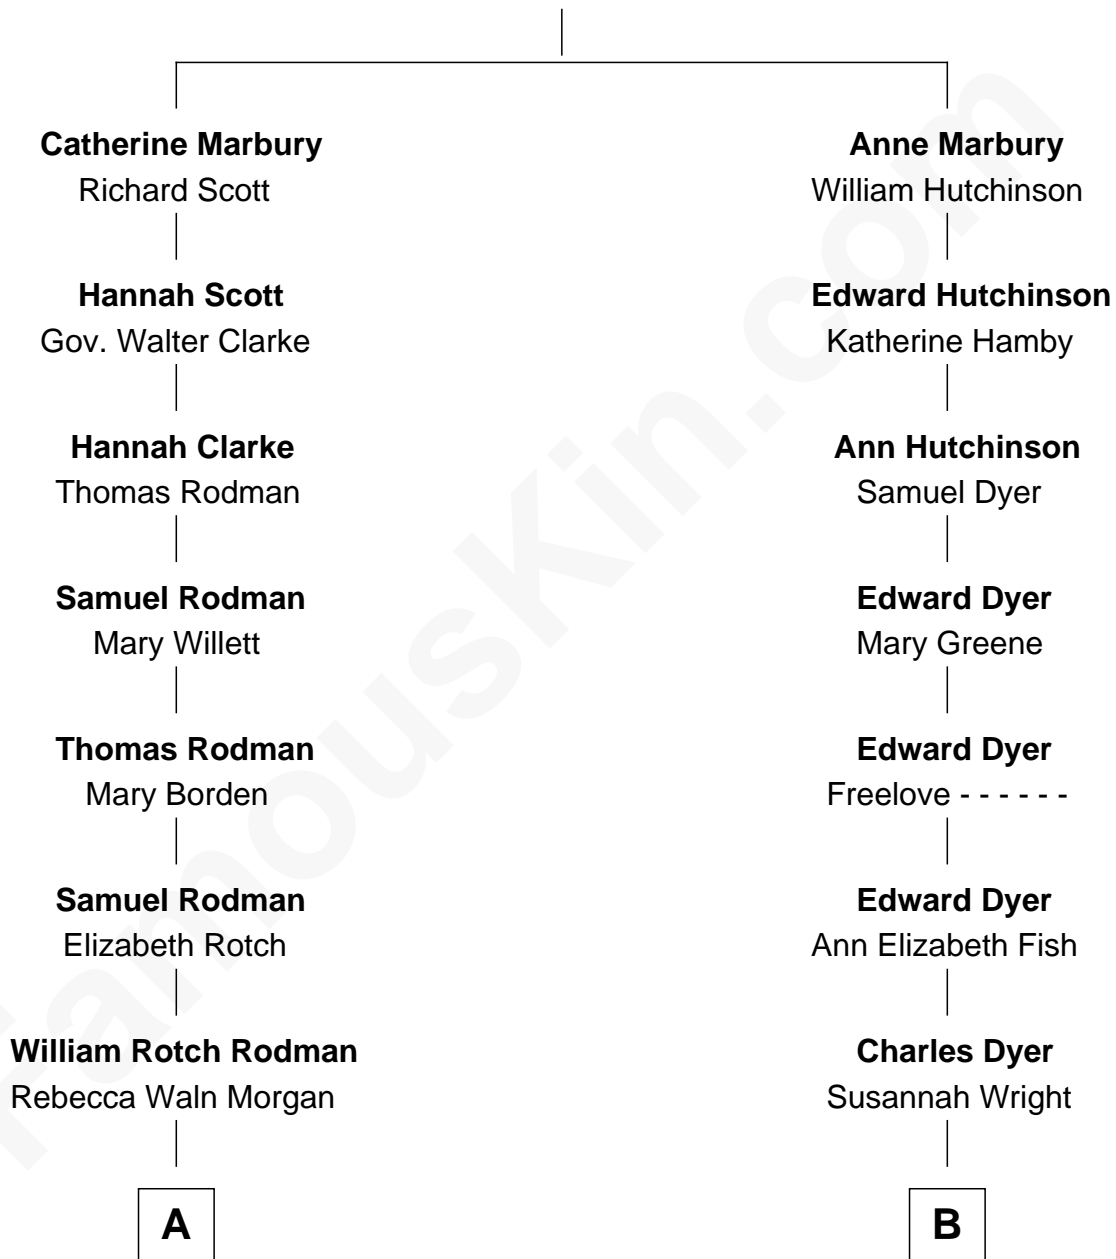 Catherine Marbury
Richard Scott
Anne Marbury
William Hutchinson
Hannah Scott
Gov. Walter Clarke
Edward Hutchinson
Katherine Hamby
Hannah Clarke
Thomas Rodman
Ann Hutchinson
Samuel Dyer
Samuel Rodman
Mary Willett
Edward Dyer
Mary Greene
Thomas Rodman
Mary Borden
Edward Dyer
Freelove - - - - - -
Samuel Rodman
Elizabeth Rotch
Edward Dyer
Ann Elizabeth Fish
William Rotch Rodman
Rebecca Waln Morgan
Charles Dyer
Susannah Wright
A
B
FamousKin.com